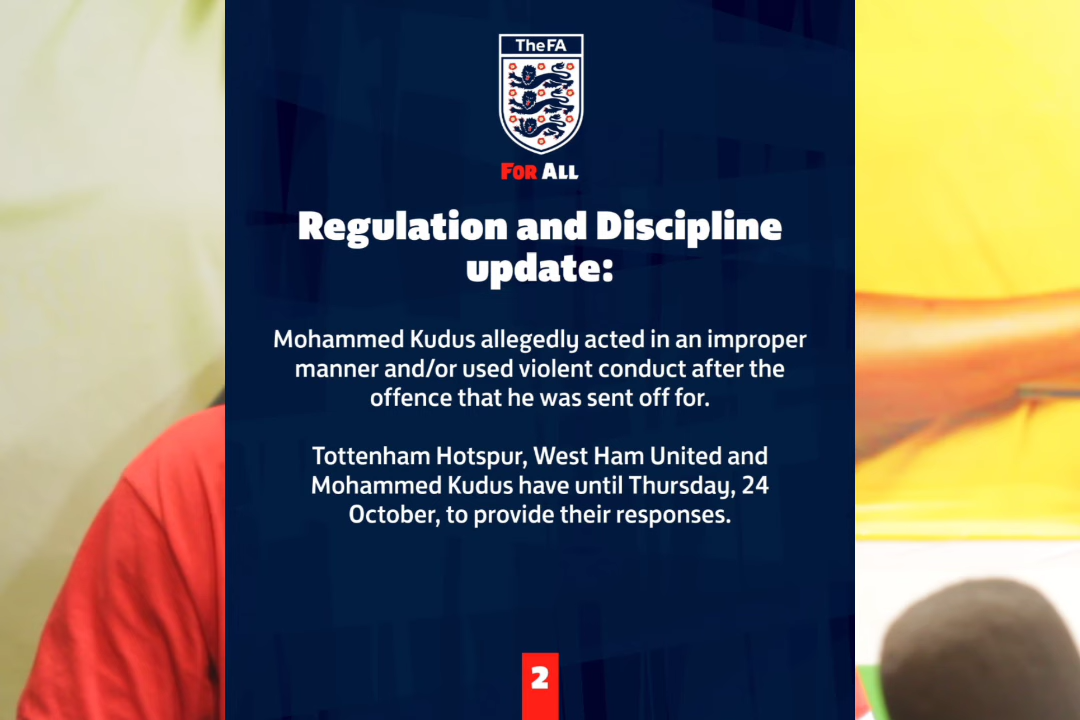 The FA
FOR ALL
Regulation and Discipline
update:
Mohammed Kudus allegedly acted in an improper
manner and/or used violent conduct after the
offence that he was sent off for.
Tottenham Hotspur, West Ham United and
Mohammed Kudus have until Thursday, 24
October, to provide their responses.
2